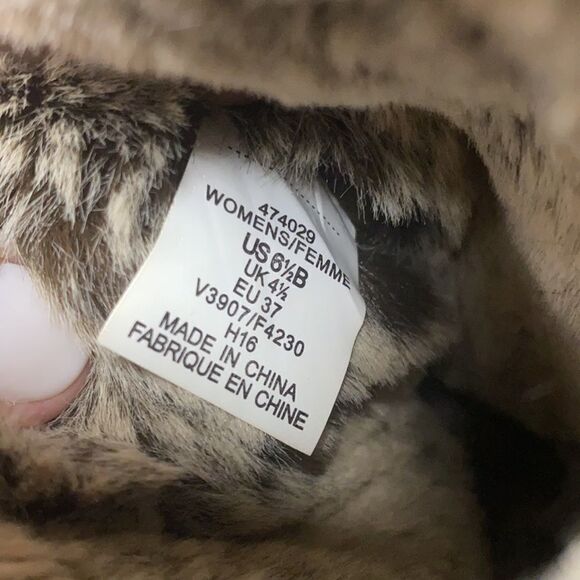 474029
WOMENS/FEMME
US 6½B
UK 4½
EU 37
V3907/F4230
H16
MADE IN CHINA
FABRIQUE EN CHINE